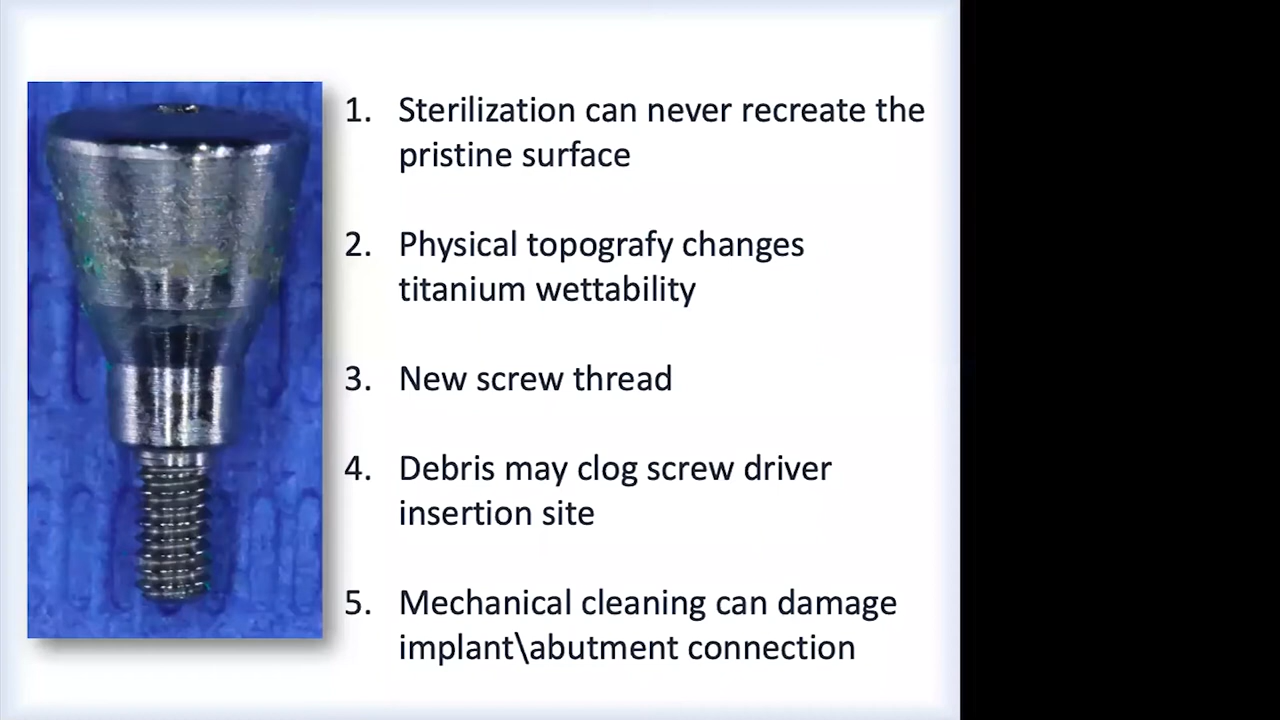 1. Sterilization can never recreate the
pristine surface
2. Physical topografy changes
titanium wettability
3. New screw thread
4. Debris may clog screw driver
insertion site
5. Mechanical cleaning can damage
implant\abutment connection